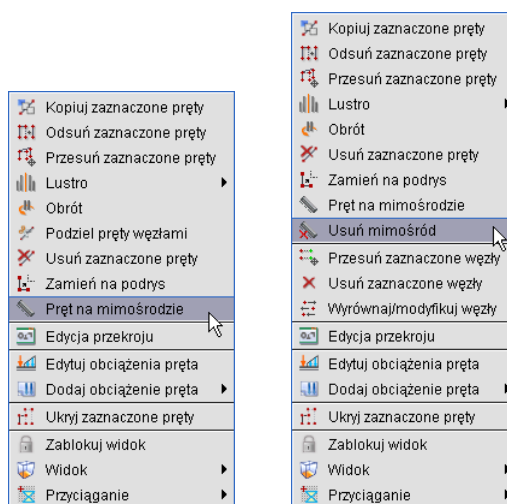 Kopiuj zaznaczone pręty
Odsuń zaznaczone pręty
Przesuń zaznaczone pręty
Lustro
Obrót
Podziel pręty węzłami
Usuń zaznaczone pręty
Zamień na podrys
Pręt na mimośrodzie
Edycja przekroju
Edytuj obciążenia pręta
Dodaj obciążenie pręta
Ukryj zaznaczone pręty
Zablokuj widok
Widok
Przyciąganie
Kopiuj zaznaczone pręty
Odsuń zaznaczone pręty
Przesuń zaznaczone pręty
Lustro
Obrót
Usuń zaznaczone pręty
Zamień na podrys
Pręt na mimośrodzie
Usuń mimośród
Przesuń zaznaczone węzły
Usuń zaznaczone węzły
Wyrównaj/modyfikuj węzły
Edycja przekroju
Edytuj obciążenia pręta
Dodaj obciążenie pręta
Ukryj zaznaczone pręty
Zablokuj widok
Widok
Przyciąganie